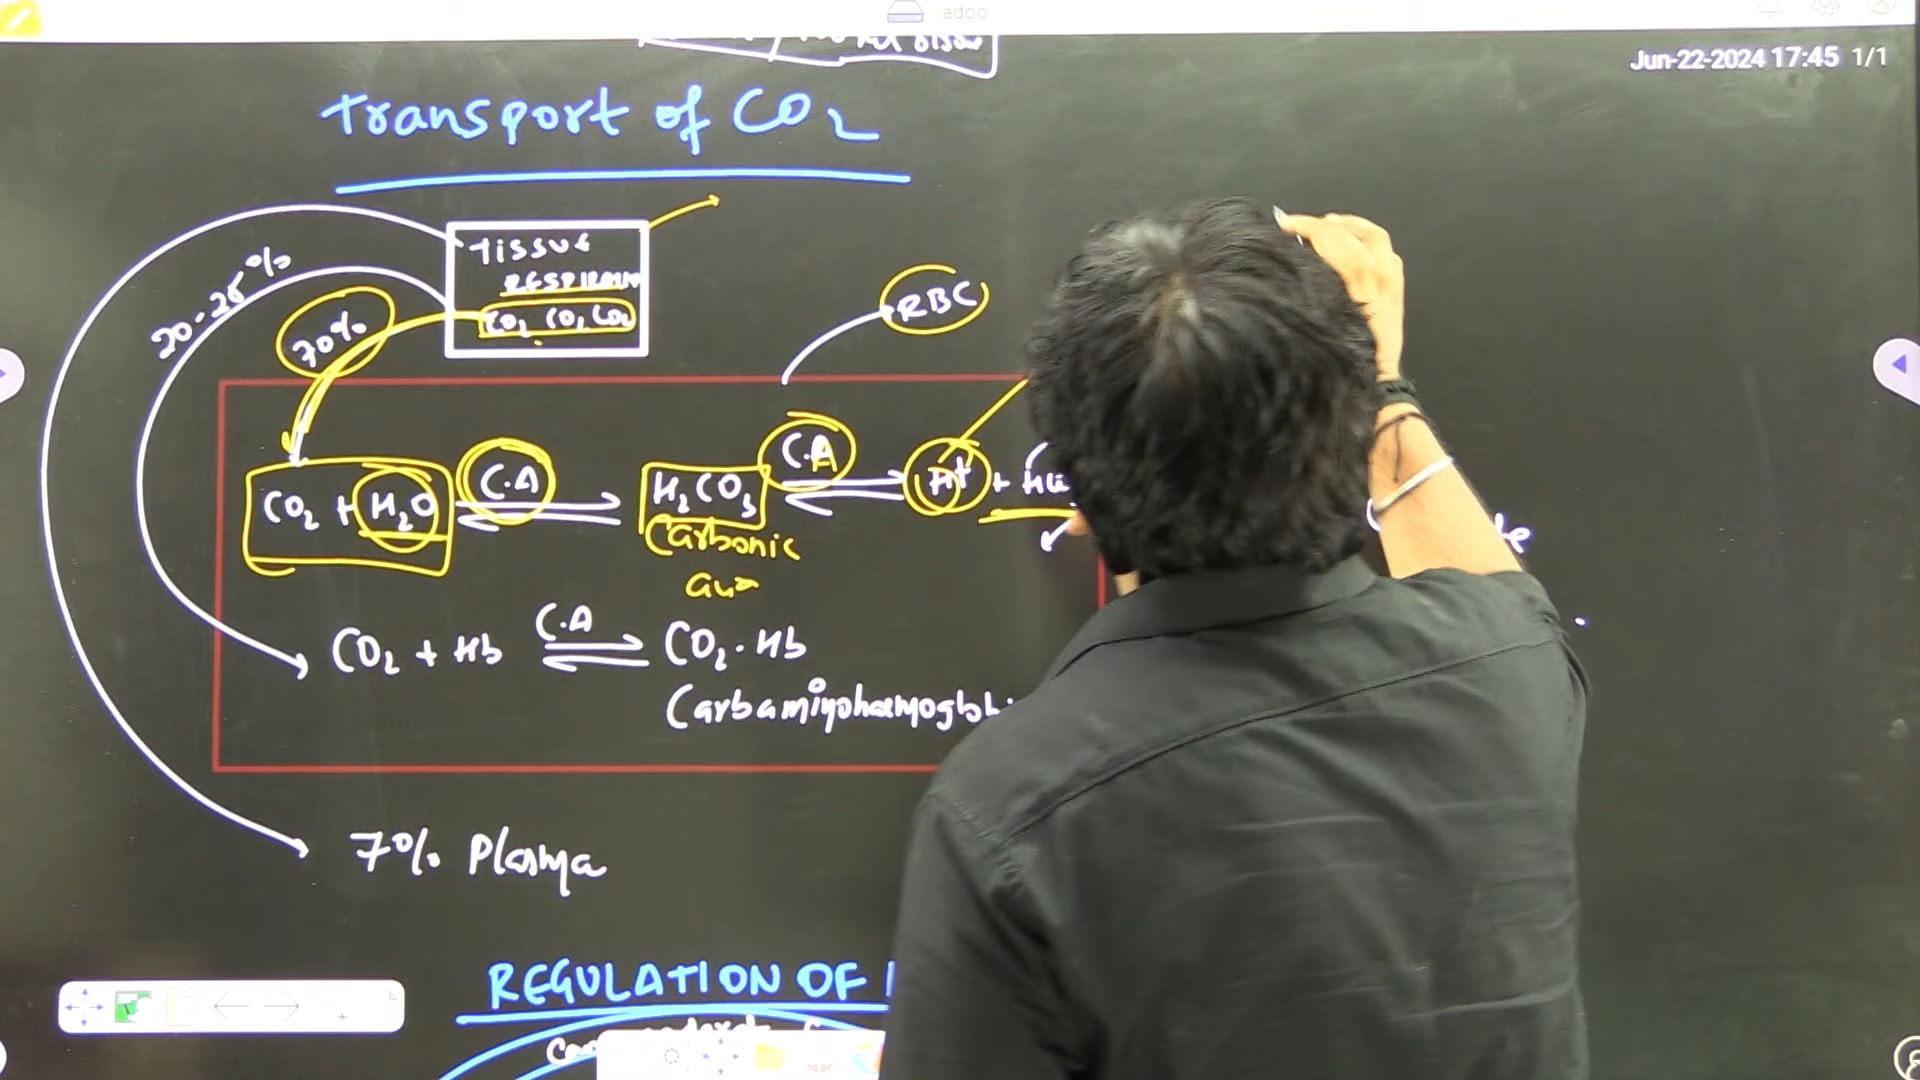 adoo
Jun-22-2024 17:45 1/1
Transport of CO2
Tissue
CO2 CO2 CO2
20-25%
70%
RBC
CO2 + H2O
C.A
H2CO3
C.A
H+ +
Carbonic
CO2 + Hb
C.A
CO2.Hb
7% Plasma
REGULATION OF